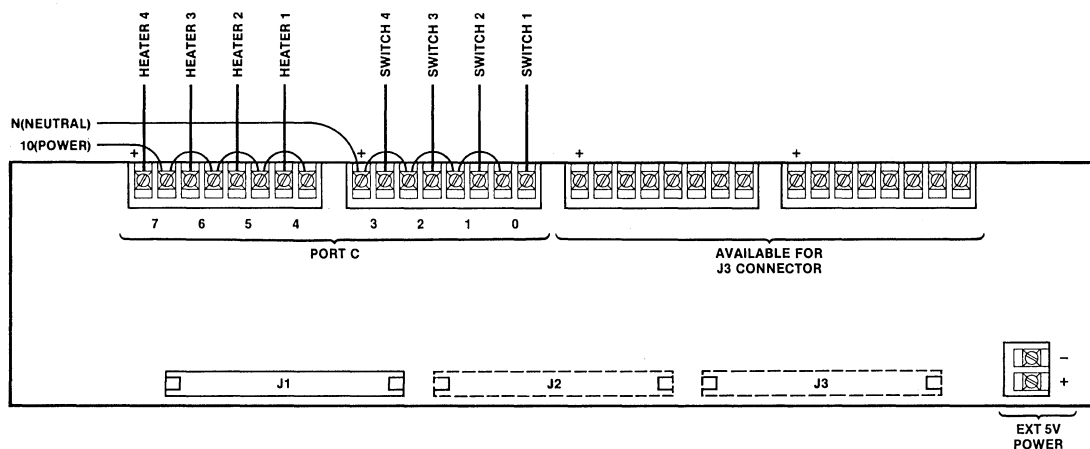 HEATER 4
HEATER 3
HEATER 2
HEATER 1
SWITCH 4
SWITCH 3
SWITCH 2
SWITCH 1
N(NEUTRAL)
10(POWER)
+
+
+
+
7 6 5 4 3 2 1 0
PORT C
AVAILABLE FOR
J3 CONNECTOR
J1
J2
J3
−
+
EXT 5V
POWER